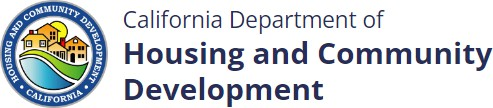 HOUSING AND COMMUNITY DEVELOPMENT
• CALIFORNIA •
California Department of
Housing and Community
Development